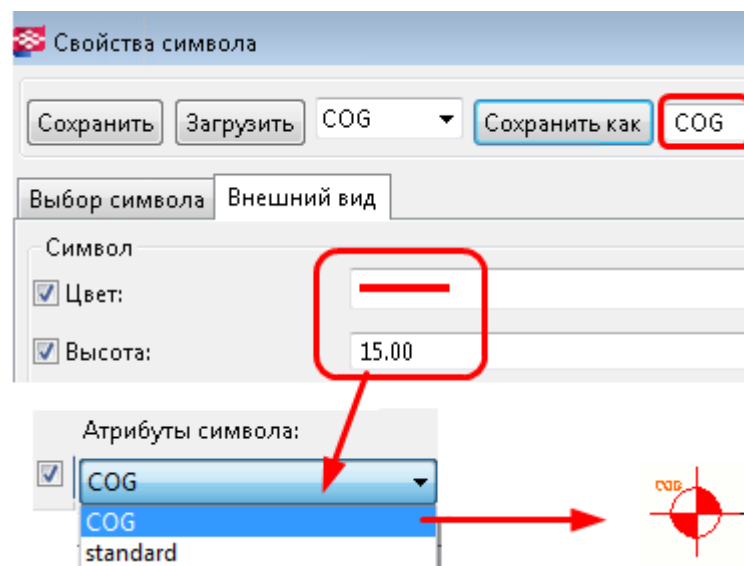 Свойства символа
Сохранить Загрузить COG Сохранить как COG
Выбор символа Внешний вид
Символ
Цвет:
Высота: 15.00
Атрибуты символа:
COG
COG
standard
COG